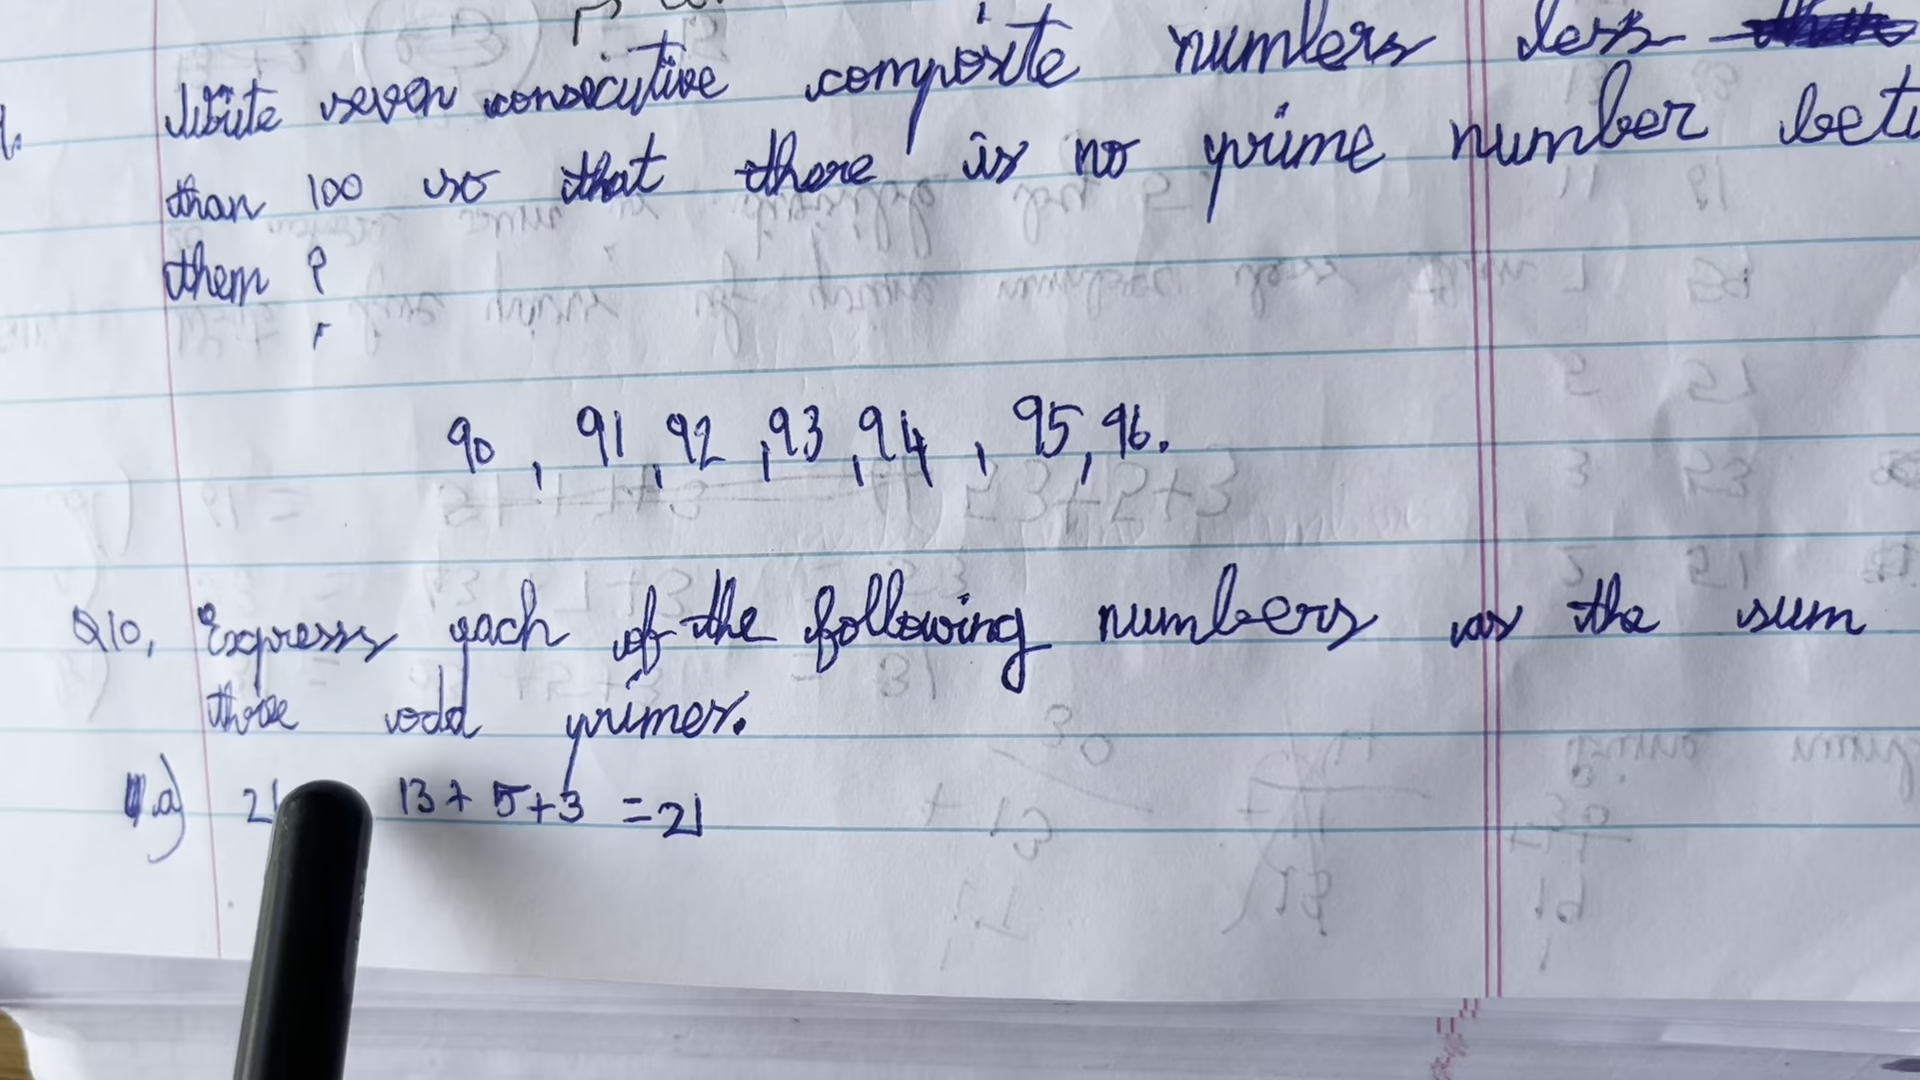 Write seven consecutive composite numbers less
than 100 so that there is no prime number
them ?
90 , 91 , 92 , 93 , 94 , 95 , 96.
Q10, Express each of the following numbers as the sum
three odd primes.
a) 21 13 + 5 + 3 = 21